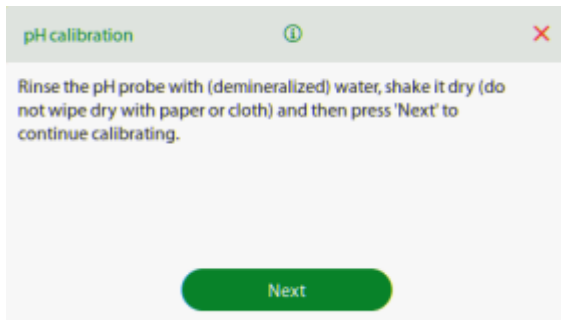 pH calibration
Rinse the pH probe with (demineralized) water, shake it dry (do
not wipe dry with paper or cloth) and then press 'Next' to
continue calibrating.
Next